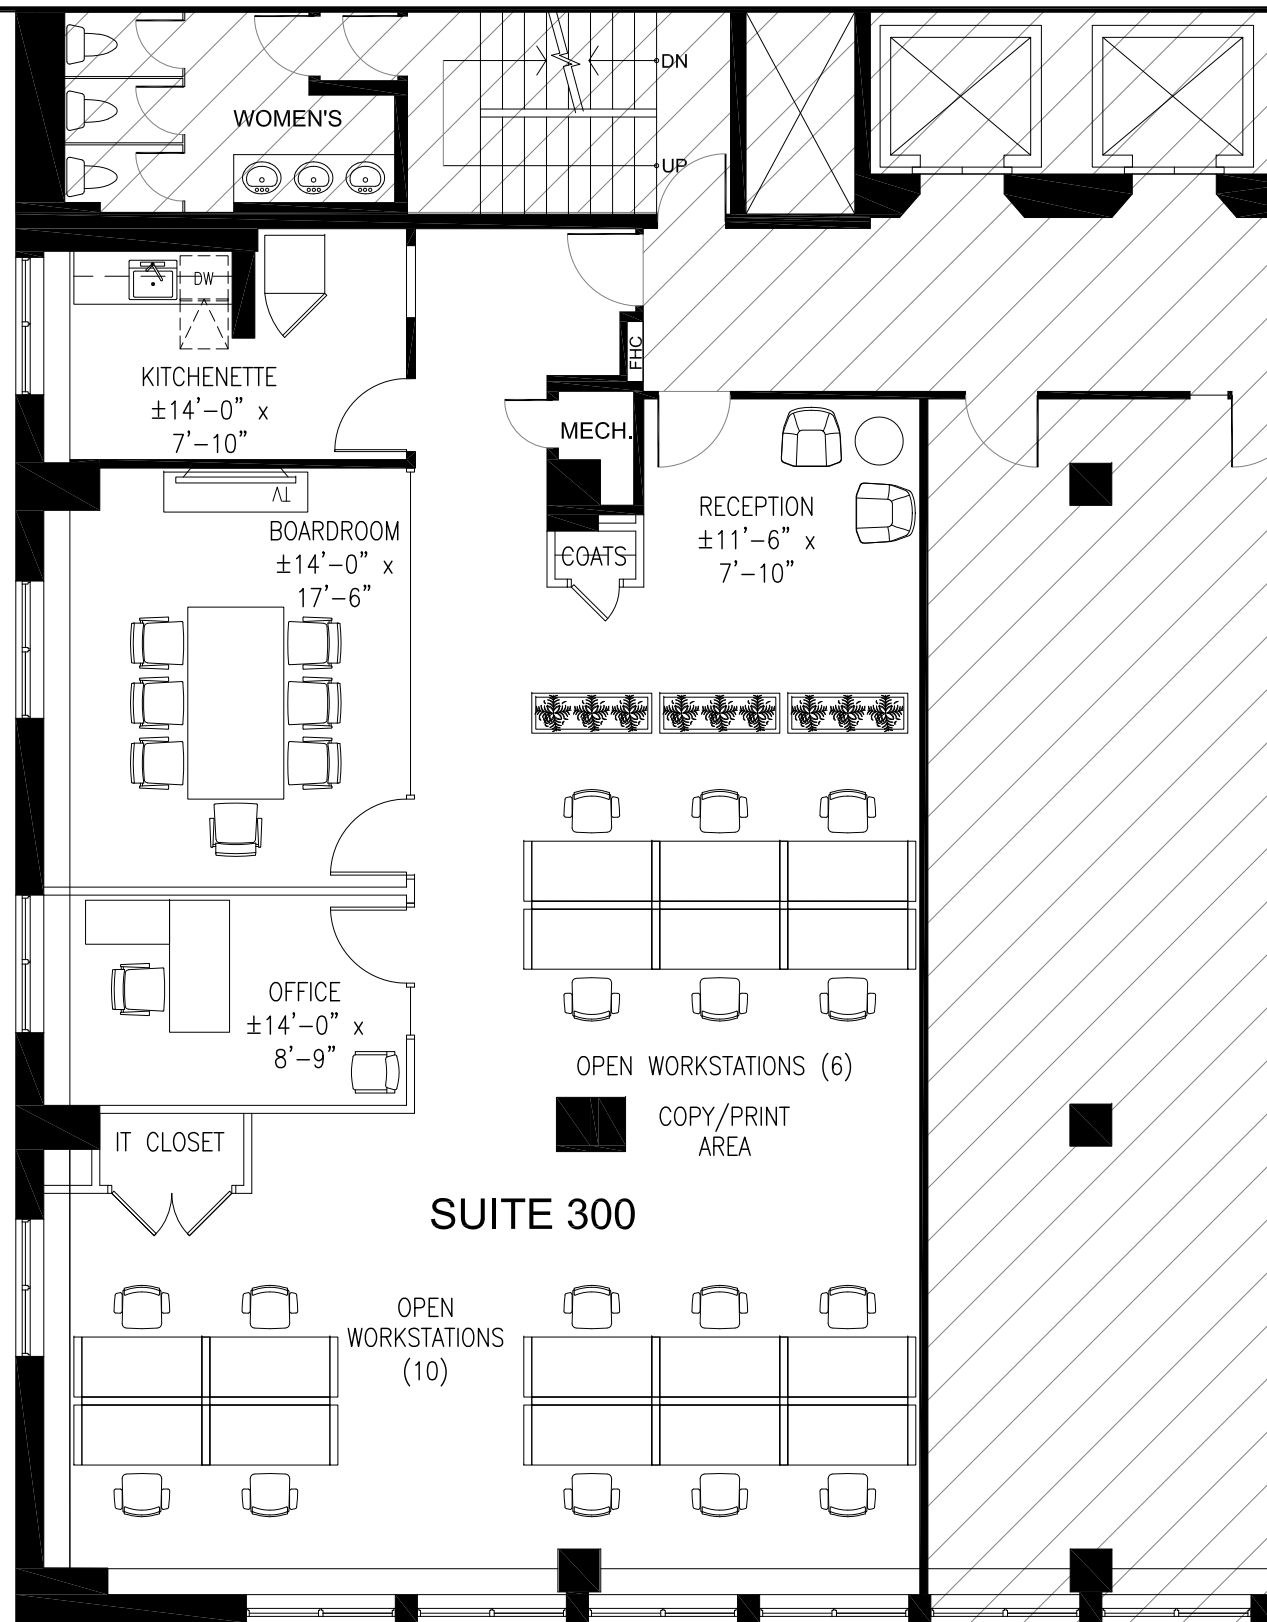 DN
WOMEN'S
UP
DW
FHC
KITCHENETTE
±14'-0" x
7'-10"
MECH.
TV
RECEPTION
±11'-6" x
7'-10"
BOARDROOM
±14'-0" x
17'-6"
COATS
OFFICE
±14'-0" x
8'-9"
OPEN WORKSTATIONS (6)
COPY/PRINT
AREA
IT CLOSET
SUITE 300
OPEN
WORKSTATIONS
(10)